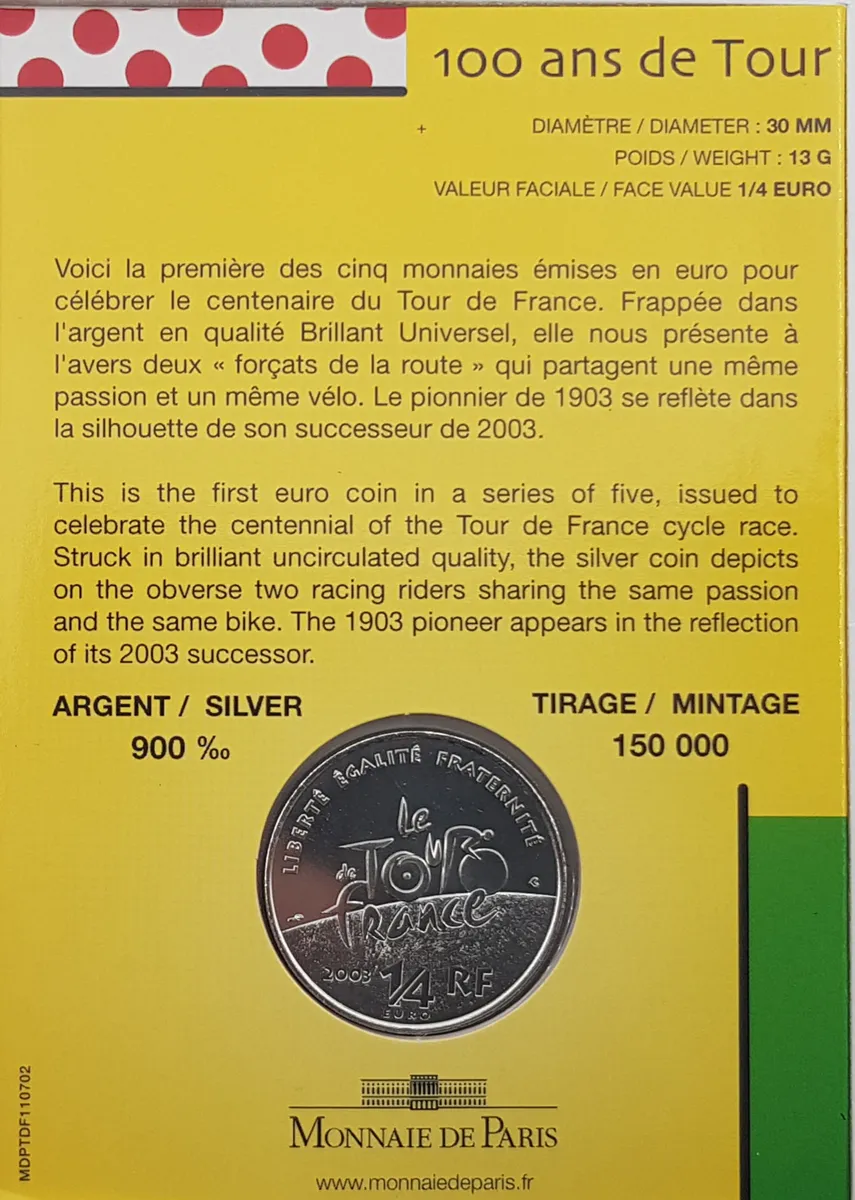 100 ans de Tour
+
DIAMÈTRE / DIAMETER : 30 MM
POIDS / WEIGHT : 13 G
VALEUR FACIALE / FACE VALUE 1/4 EURO
Voici la première des cinq monnaies émises en euro pour
célébrer le centenaire du Tour de France. Frappée dans
l'argent en qualité Brillant Universel, elle nous présente à
l'avers deux « forçats de la route » qui partagent une même
passion et un même vélo. Le pionnier de 1903 se reflète dans
la silhouette de son successeur de 2003.
This is the first euro coin in a series of five, issued to
celebrate the centennial of the Tour de France cycle race.
Struck in brilliant uncirculated quality, the silver coin depicts
on the obverse two racing riders sharing the same passion
and the same bike. The 1903 pioneer appears in the reflection
of its 2003 successor.
ARGENT / SILVER
900 ‰
TIRAGE / MINTAGE
150 000
LIBERTÉ ÉGALITÉ FRATERNITÉ
Le
de TOUR
france
2003 1/4 RF
EURO
MDPTDF110702
MONNAIE DE PARIS
www.monnaiedeparis.fr